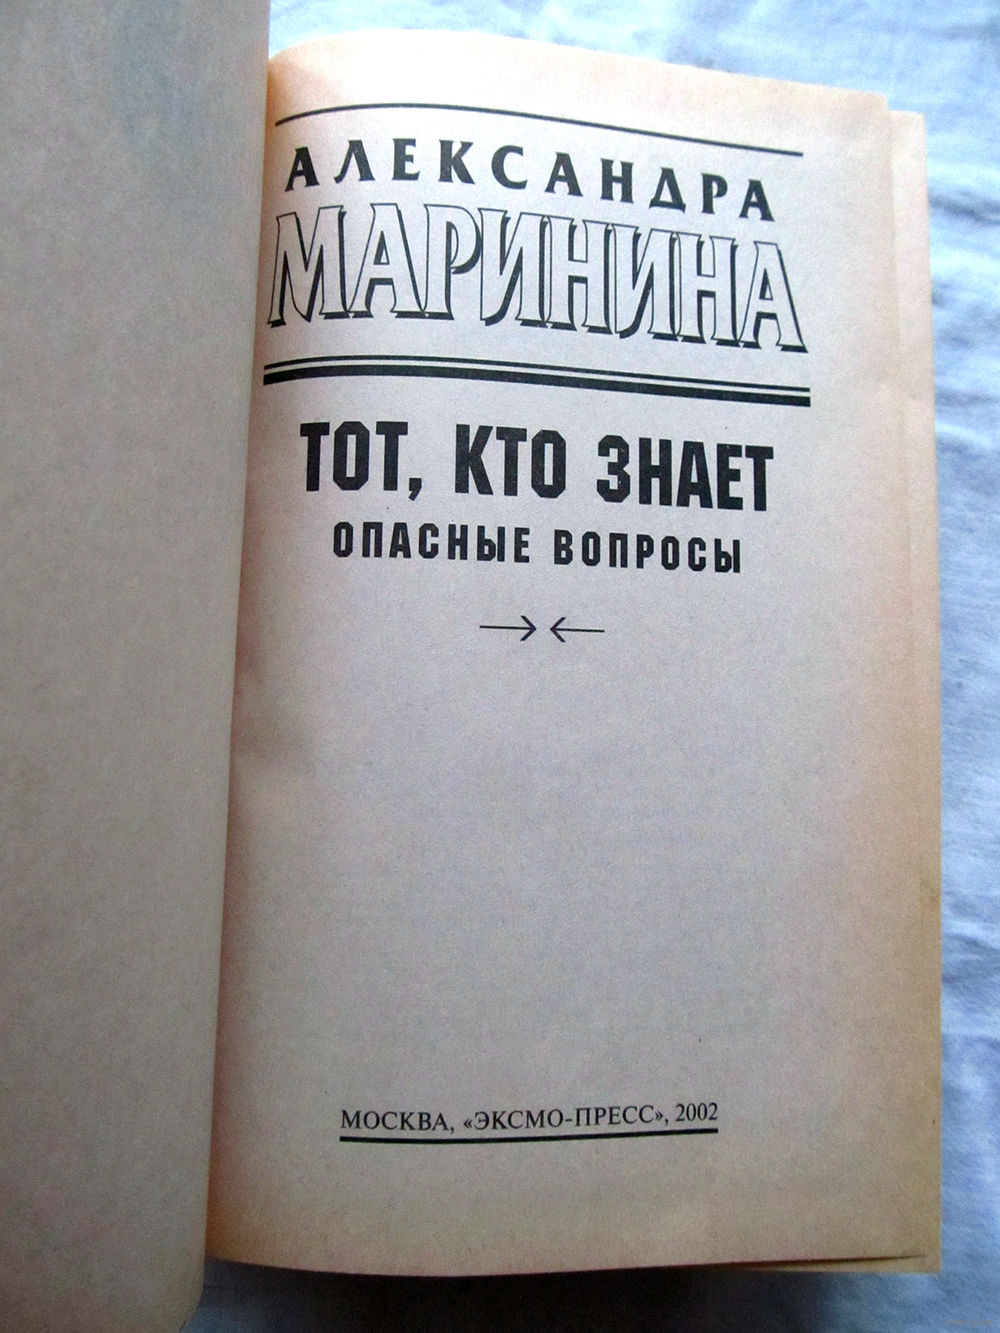 АЛЕКСАНДРА
МАРИНИНА
ТОТ, КТО ЗНАЕТ
ОПАСНЫЕ ВОПРОСЫ
МОСКВА, «ЭКСМО-ПРЕСС», 2002